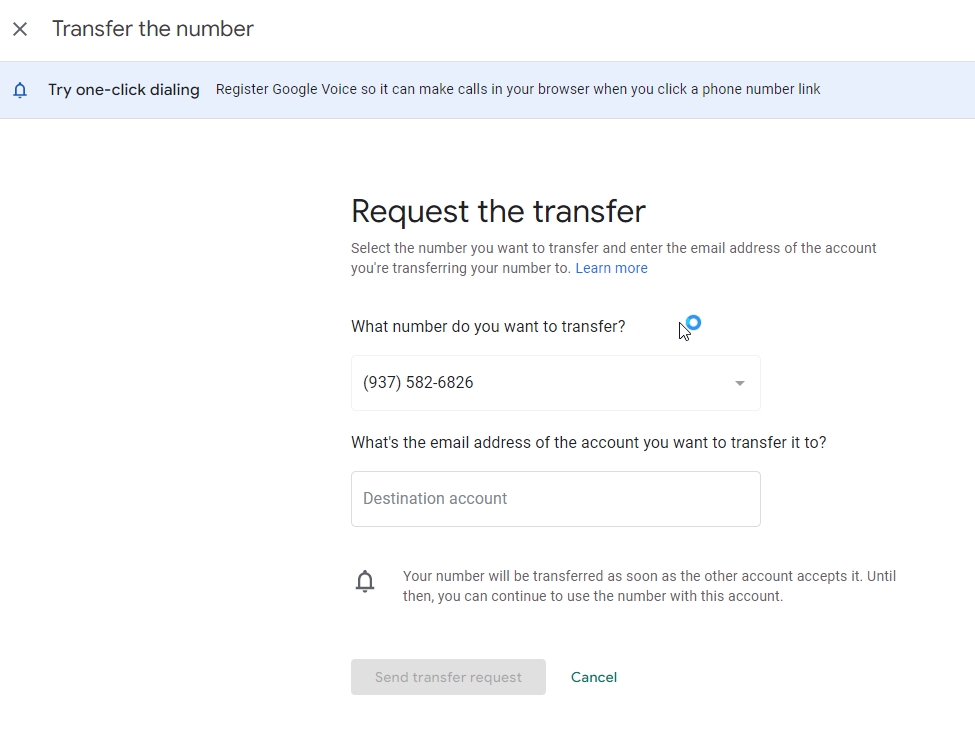 Transfer the number
Try one-click dialing Register Google Voice so it can make calls in your browser when you click a phone number link
Request the transfer
Select the number you want to transfer and enter the email address of the account
you're transferring your number to. Learn more
What number do you want to transfer?
(937) 582-6826
What's the email address of the account you want to transfer it to?
Destination account
Your number will be transferred as soon as the other account accepts it. Until
then, you can continue to use the number with this account.
Send transfer request Cancel